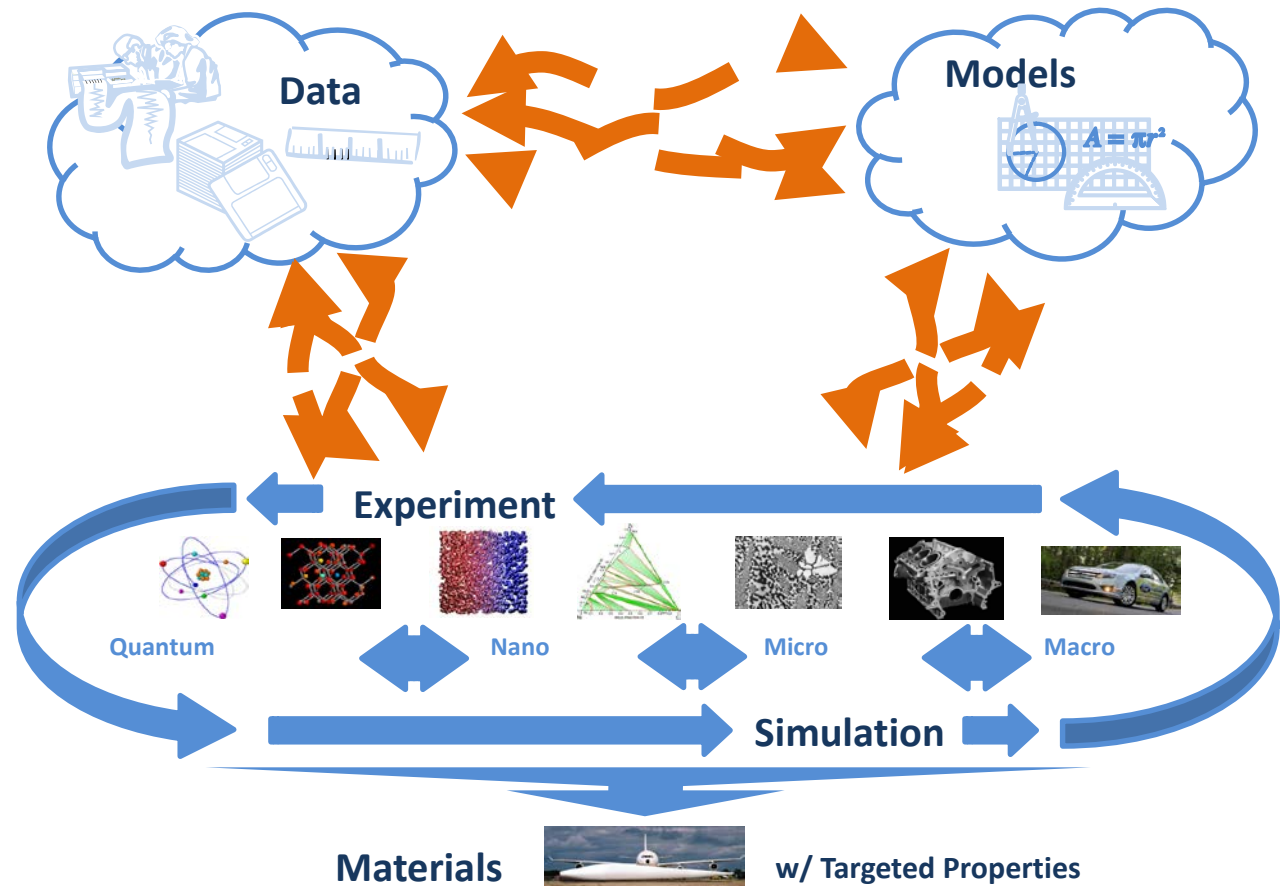 Data
Models
A = πr²
Experiment
Quantum
Nano
Micro
Macro
Simulation
Materials
w/ Targeted Properties